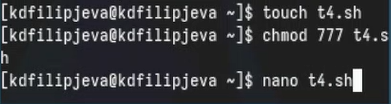 [kdfilipjeva@kdfilipjeva ~]$ touch t4.sh
[kdfilipjeva@kdfilipjeva ~]$ chmod 777 t4.s
h
[kdfilipjeva@kdfilipjeva ~]$ nano t4.sh